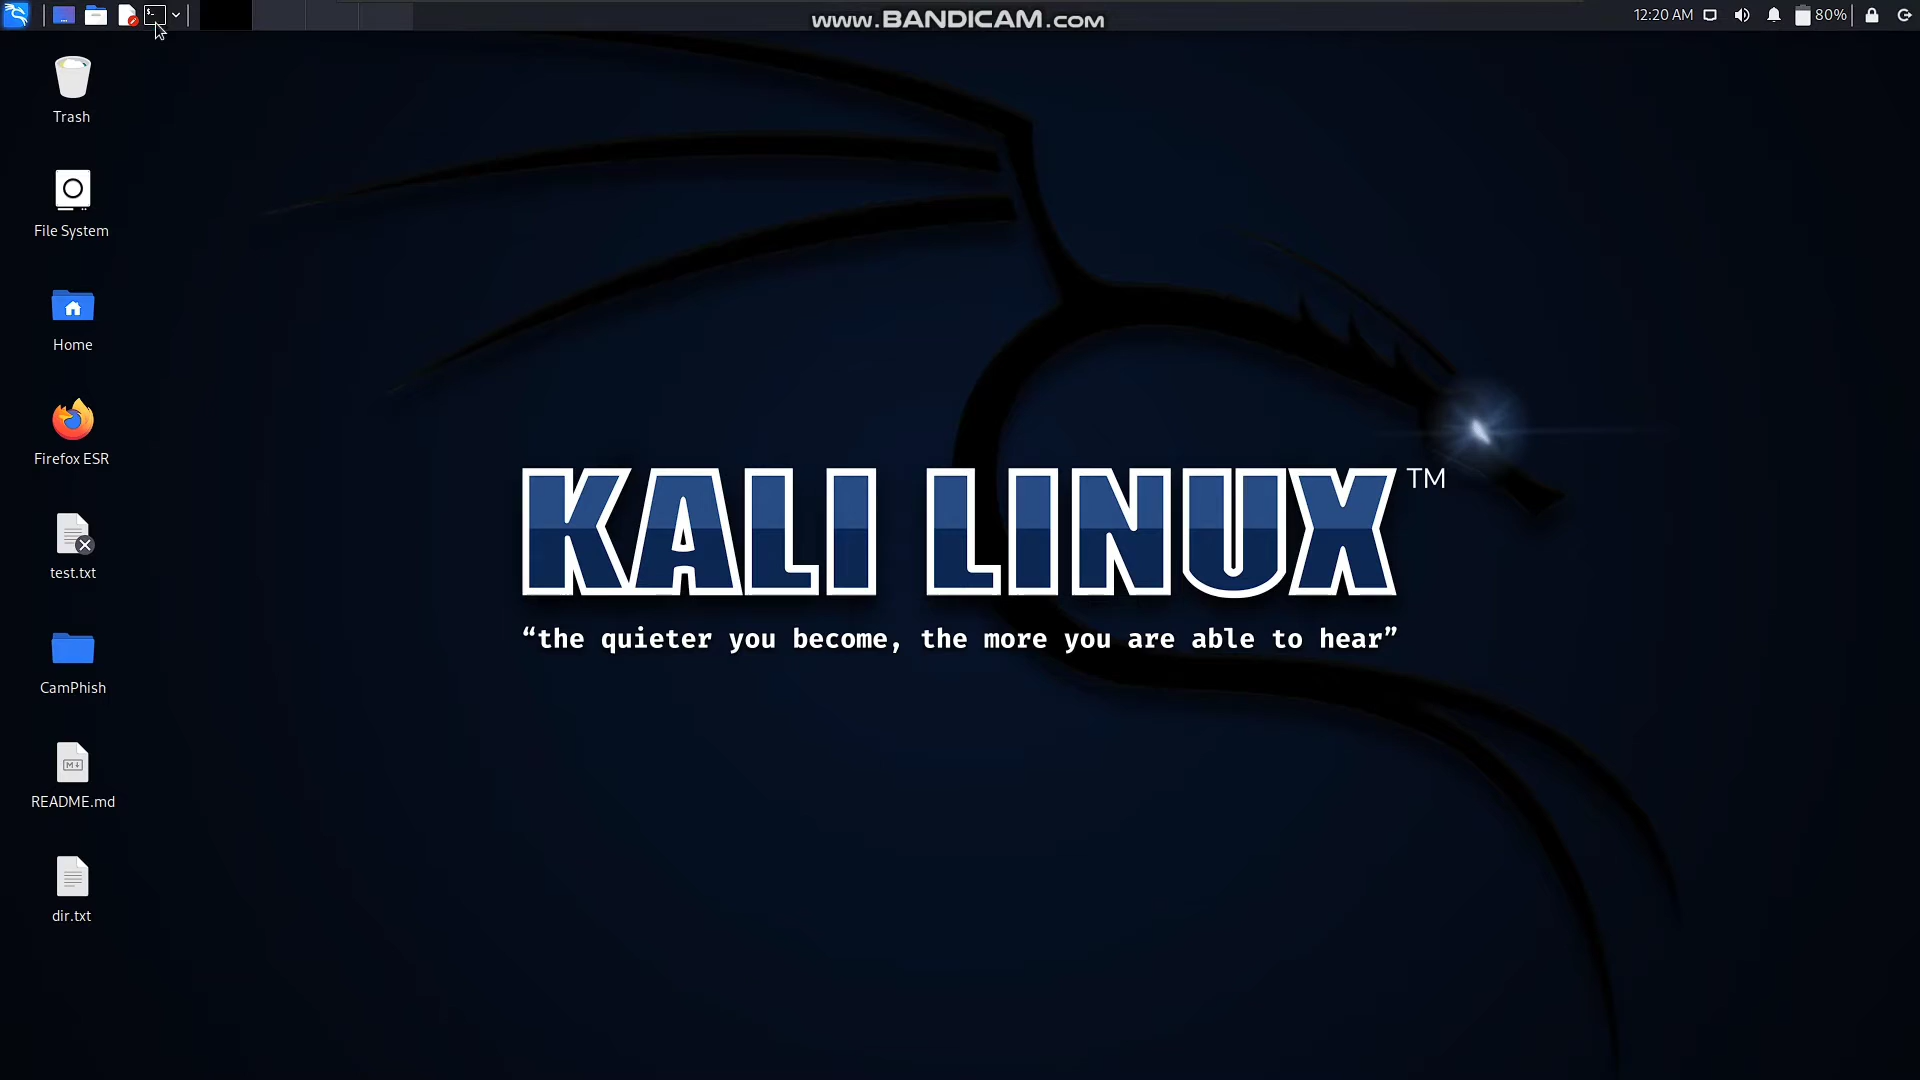 www.BANDICAM.com
12:20 AM
80%
Trash
File System
Home
Firefox ESR
test.txt
CamPhish
README.md
dir.txt
KALI LINUX™
“the quieter you become, the more you are able to hear”